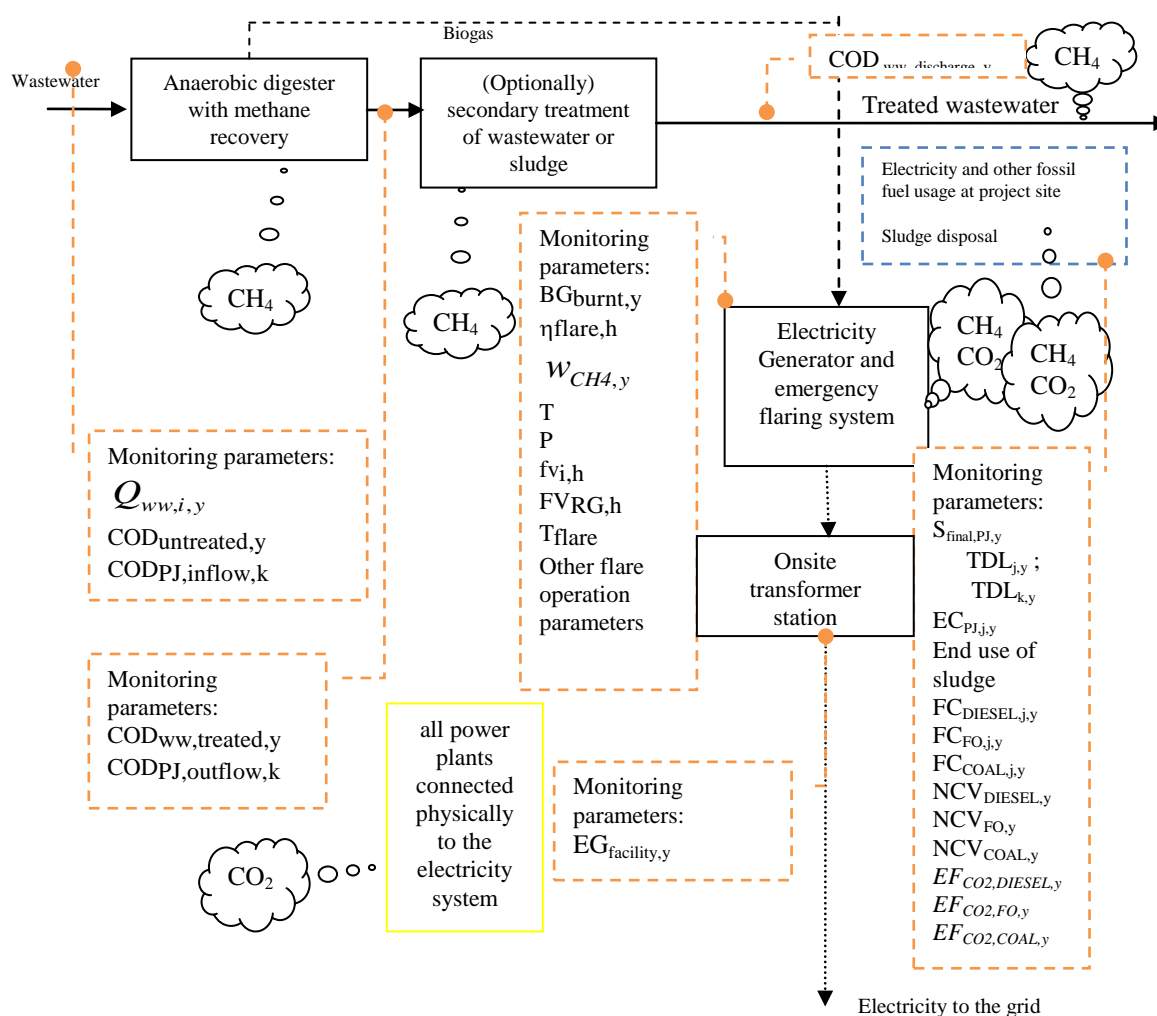 Biogas
Wastewater
Anaerobic digester
with methane
recovery
(Optionally)
secondary treatment
of wastewater or
sludge
COD ww, discharge, y
CH4
Treated wastewater
Electricity and other fossil
fuel usage at project site
Sludge disposal
CH4
CH4
CH4
CO2
CH4
CO2
Monitoring
parameters:
BGburnt,y
ηflare,h
wCH4,y
T
P
fvi,h
FVRG,h
Tflare
Other flare
operation
parameters
Electricity
Generator and
emergency
flaring system
Monitoring parameters:
Qww,i,y
CODuntreated,y
CODPJ,inflow,k
Onsite
transformer
station
Monitoring
parameters:
Sfinal,PJ,y
TDLj,y ;
TDLk,y
ECPJ,j,y
End use of
sludge
FCDIESEL,j,y
FCFO,j,y
FCCOAL,j,y
NCVDIESEL,y
NCVFO,y
NCVCOAL,y
EFCO2,DIESEL,y
EFCO2,FO,y
EFCO2,COAL,y
Monitoring
parameters:
CODww,treated,y
CODPJ,outflow,k
all power
plants
connected
physically
to the
electricity
system
Monitoring
parameters:
EGfacility,y
CO2
Electricity to the grid